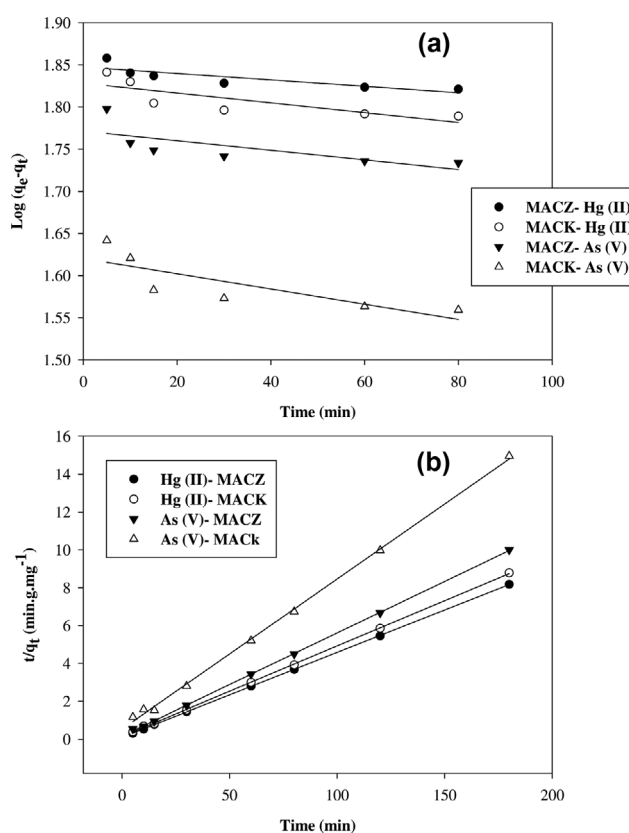 (a)
1.90
1.85
1.80
1.75
1.70
1.65
1.60
1.55
1.50
Log (qe-qt)
MACZ- Hg (II)
MACK- Hg (II)
MACZ- As (V)
MACK- As (V)
0 20 40 60 80 100
Time (min)
(b)
16
14
12
10
8
6
4
2
0
t/qt (min.g.mg-1)
Hg (II)- MACZ
Hg (II)- MACK
As (V)- MACZ
As (V)- MACk
0 50 100 150 200
Time (min)